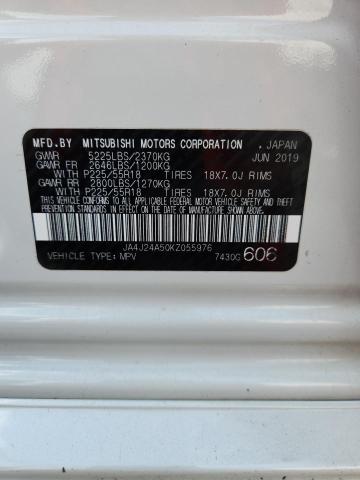 MFD.BY MITSUBISHI MOTORS CORPORATION , JAPAN
GVWR 5225LBS/2370KG JUN 2019
GAWR FR 2646LBS/1200KG
WITH P225/55R18 TIRES 18X7.0J RIMS
GAWR RR 2800LBS/1270KG
WITH P225/55R18 TIRES 18X7.0J RIMS
THIS VEHICLE CONFORMS TO ALL APPLICABLE FEDERAL MOTOR VEHICLE
SAFETY AND THEFT PREVENTION STANDARDS IN EFFECT
ON THE DATE OF MANUFACTURE SHOWN ABOVE.
JA4J24A50KZ055976
VEHICLE TYPE: MPV 7430G 606